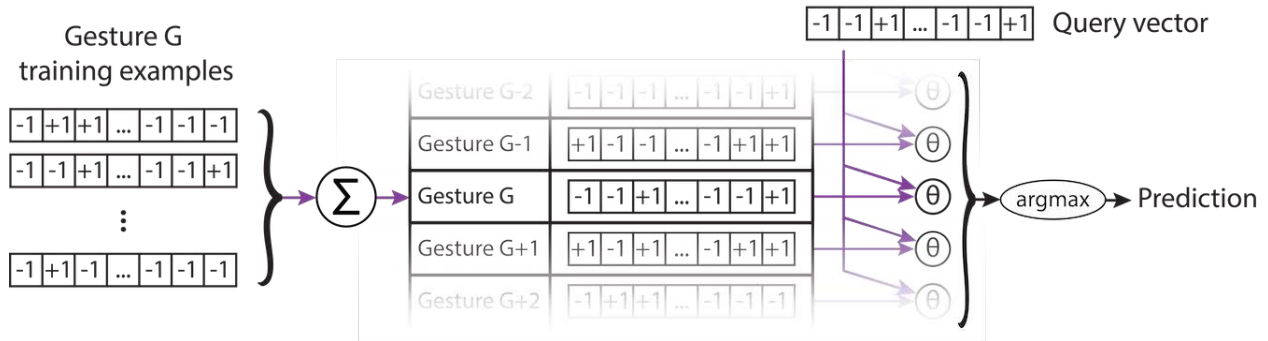 -1 -1 +1 ... -1 -1 +1 Query vector
Gesture G
training examples
-1 +1 +1 ... -1 -1 -1
-1 -1 +1 ... -1 -1 +1
⋮
-1 +1 -1 ... -1 -1 -1
Σ
Gesture G-2 -1 -1 -1 ... -1 -1 +1 θ
Gesture G-1 +1 -1 -1 ... -1 +1 +1 θ
Gesture G -1 -1 +1 ... -1 -1 +1 θ
Gesture G+1 +1 -1 +1 ... -1 +1 +1 θ
Gesture G+2 -1 +1 +1 ... -1 -1 -1 θ
argmax
Prediction